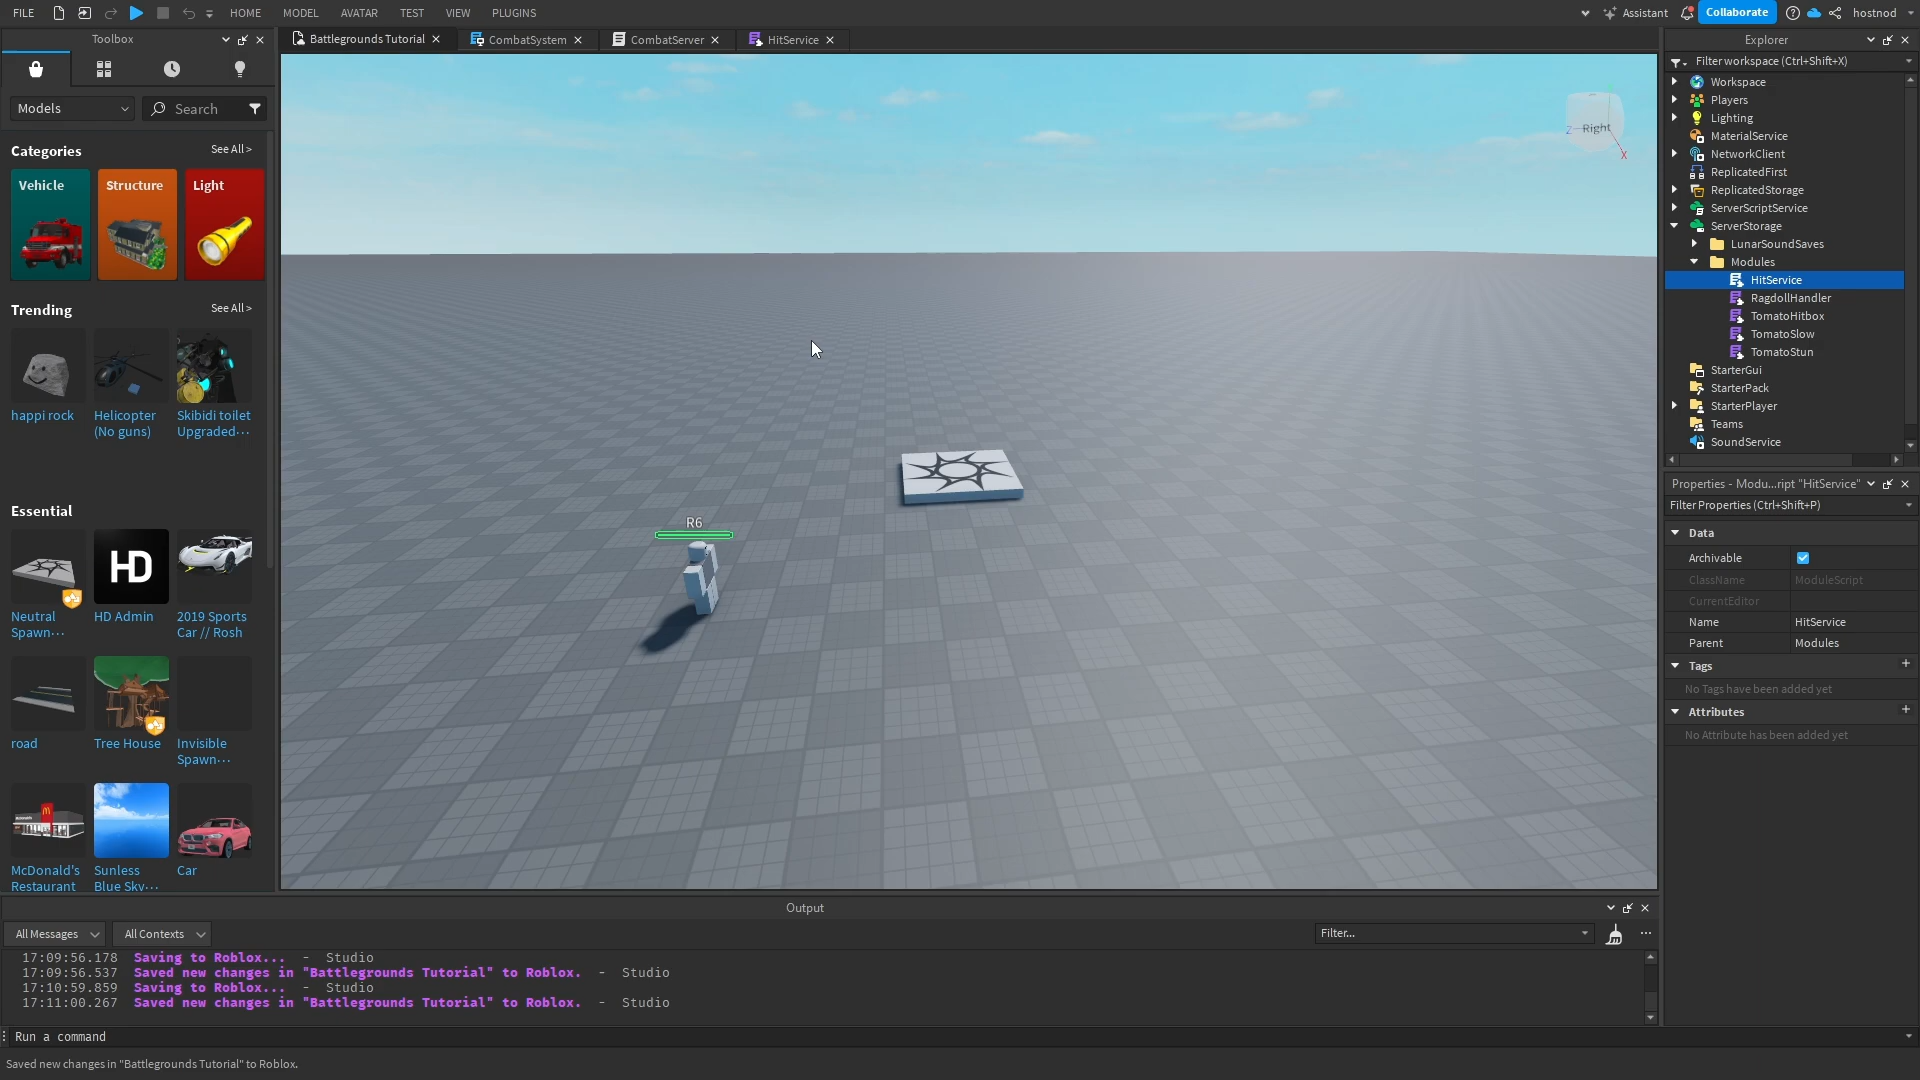 FILE
HOME
MODEL
AVATAR
TEST
VIEW
PLUGINS
Assistant
Collaborate
hostnod
Toolbox
Battlegrounds Tutorial
CombatSystem
CombatServer
HitService
Models
Search
Categories
See All >
Vehicle
Structure
Light
Trending
See All >
happi rock
Helicopter
(No guns)
Skibidi toilet
Upgraded···
Essential
HD
Neutral
Spawn···
HD Admin
2019 Sports
Car // Rosh
road
Tree House
Invisible
Spawn···
McDonald's
Restaurant
Sunless
Blue Sky···
Car
R6
Z
Right
X
Explorer
Filter workspace (Ctrl+Shift+X)
Workspace
Players
Lighting
MaterialService
NetworkClient
ReplicatedFirst
ReplicatedStorage
ServerScriptService
ServerStorage
LunarSoundSaves
Modules
HitService
RagdollHandler
TomatoHitbox
TomatoSlow
TomatoStun
StarterGui
StarterPack
StarterPlayer
Teams
SoundService
Properties - Modu...ript "HitService"
Filter Properties (Ctrl+Shift+P)
Data
Archivable
ClassName ModuleScript
CurrentEditor
Name HitService
Parent Modules
Tags
No Tags have been added yet
Attributes
No Attribute has been added yet
Output
All Messages
All Contexts
Filter...
17:09:56.178 Saving to Roblox... - Studio
17:09:56.537 Saved new changes in "Battlegrounds Tutorial" to Roblox. - Studio
17:10:59.859 Saving to Roblox... - Studio
17:11:00.267 Saved new changes in "Battlegrounds Tutorial" to Roblox. - Studio
Run a command
Saved new changes in "Battlegrounds Tutorial" to Roblox.